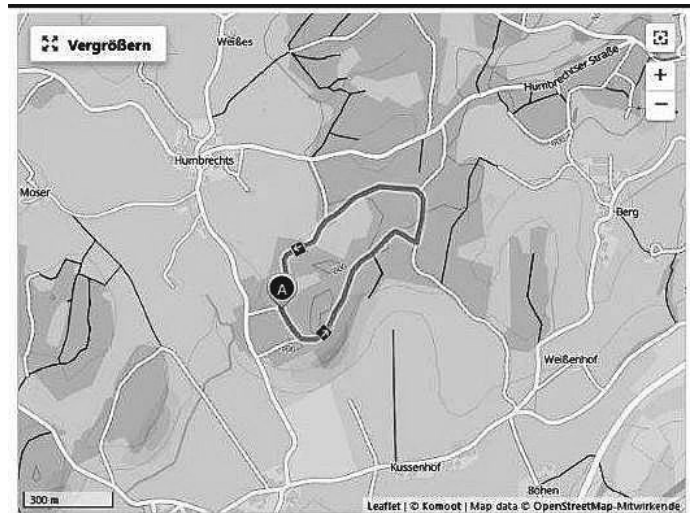 Vergrößern
Weißes
+
−
Humbrechtser Straße
Humbrechts
Moser
Berg
A
Weißenhof
Kussenhof
Bohen
300 m
Leaflet | © Komoot | Map data © OpenStreetMap-Mitwirkende